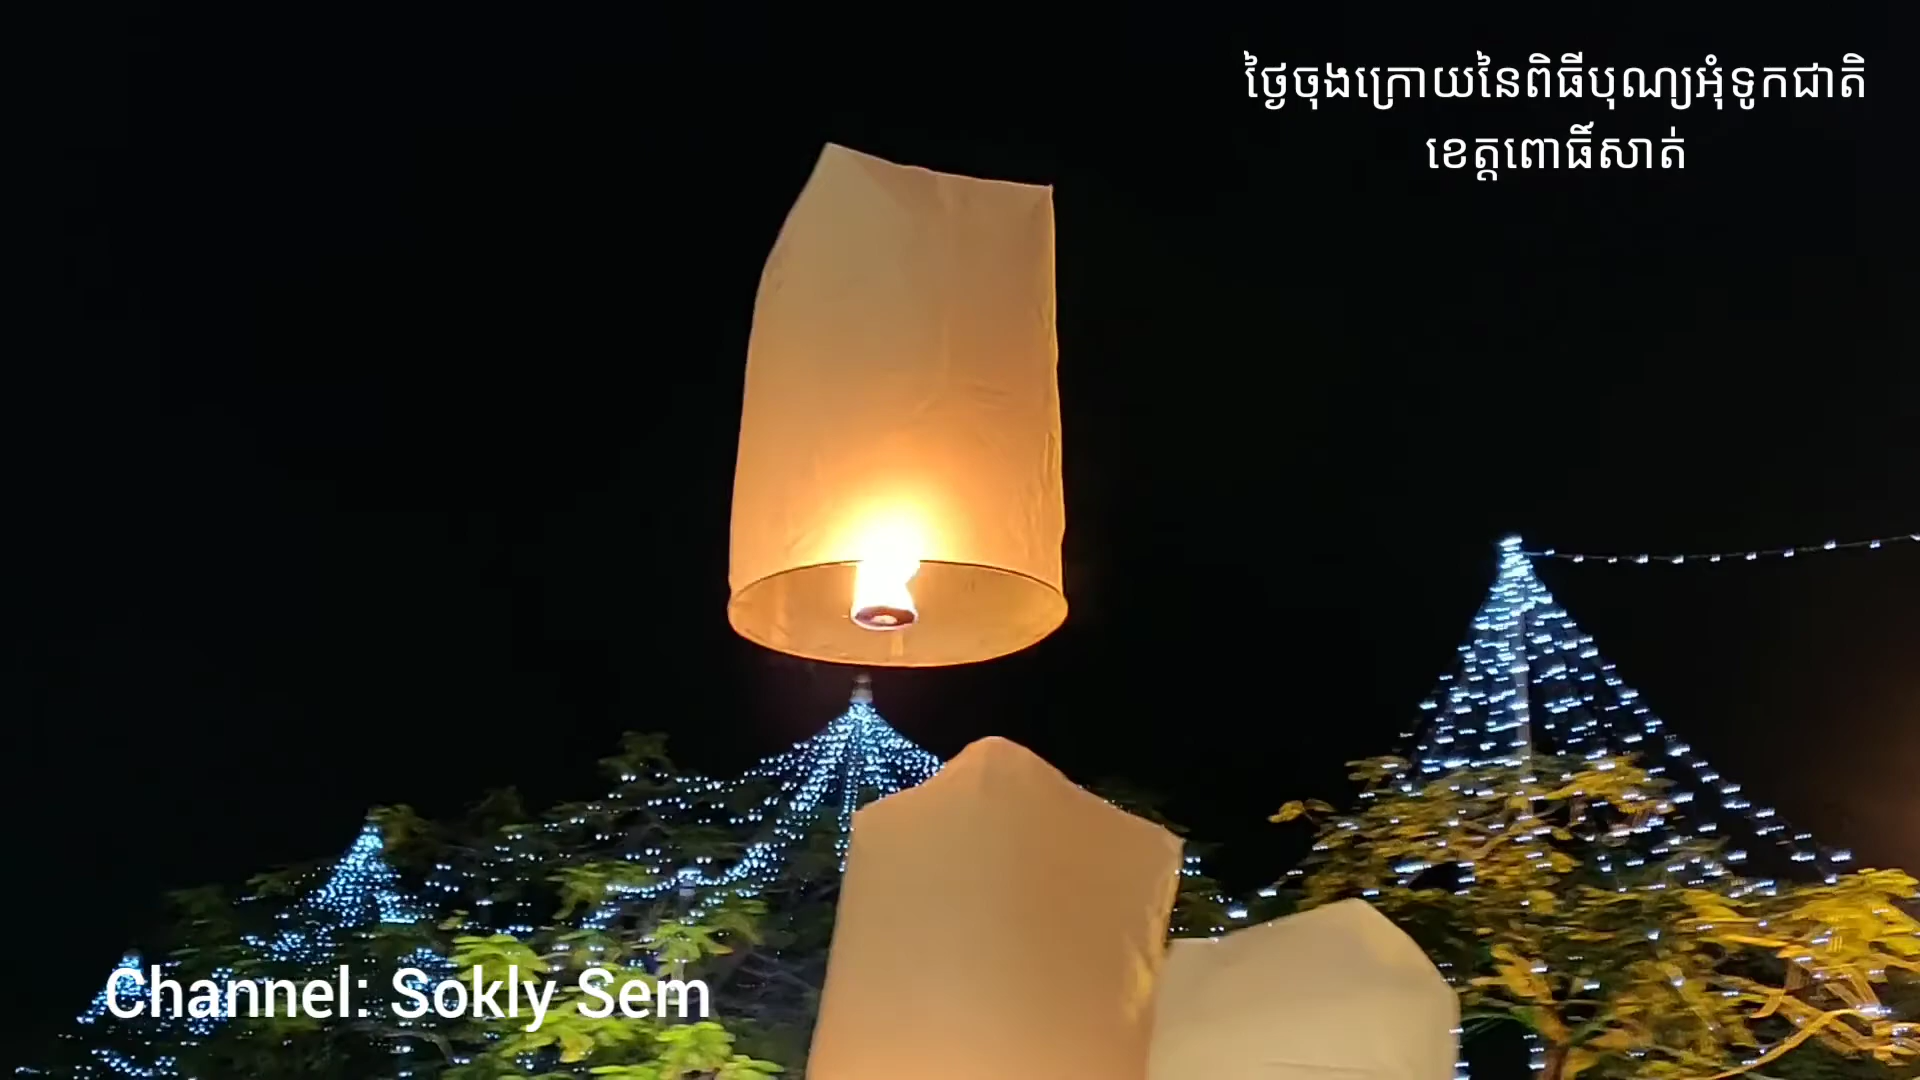 ថ្ងៃចុងក្រោយនៃពិធីបុណ្យអុំទូកជាតិ
ខេត្តពោធិ៍សាត់
Channel: Sokly Sem